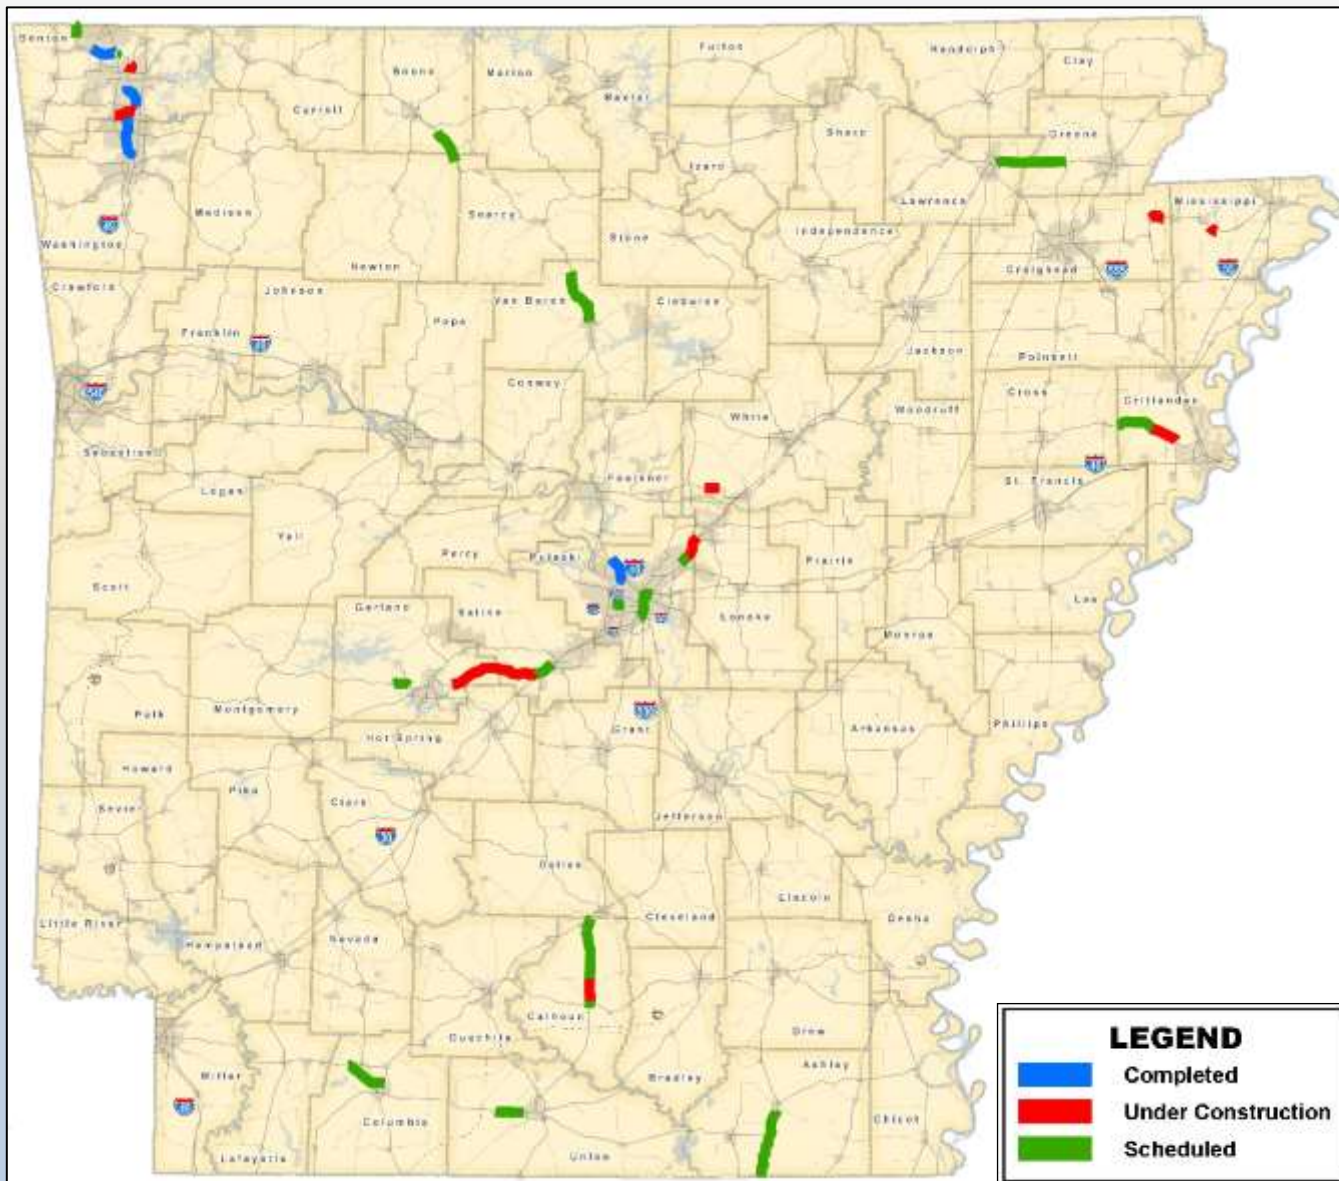 Benton
Boone
Marion
Fulton
Randolph
Clay
Carroll
Baxter
Sharp
Greene
Izard
Lawrence
Madison
Searcy
Stone
Independence
Mississippi
Washington
Newton
Craighead
Crawford
Johnson
Van Buren
Cleburne
Franklin
Pope
Jackson
Poinsett
Conway
White
Woodruff
Cross
Crittenden
Sebastian
Logan
Faulkner
St. Francis
Yell
Perry
Pulaski
Prairie
Scott
Garland
Saline
Lonoke
Lee
Monroe
Polk
Montgomery
Hot Spring
Grant
Arkansas
Phillips
Howard
Pike
Clark
Sevier
Jefferson
30
Dallas
Lincoln
Little River
Hempstead
Nevada
Cleveland
Desha
Calhoun
Ouachita
Drew
Miller
Bradley
Ashley
Columbia
Chicot
Lafayette
Union
LEGEND
Completed
Under Construction
Scheduled